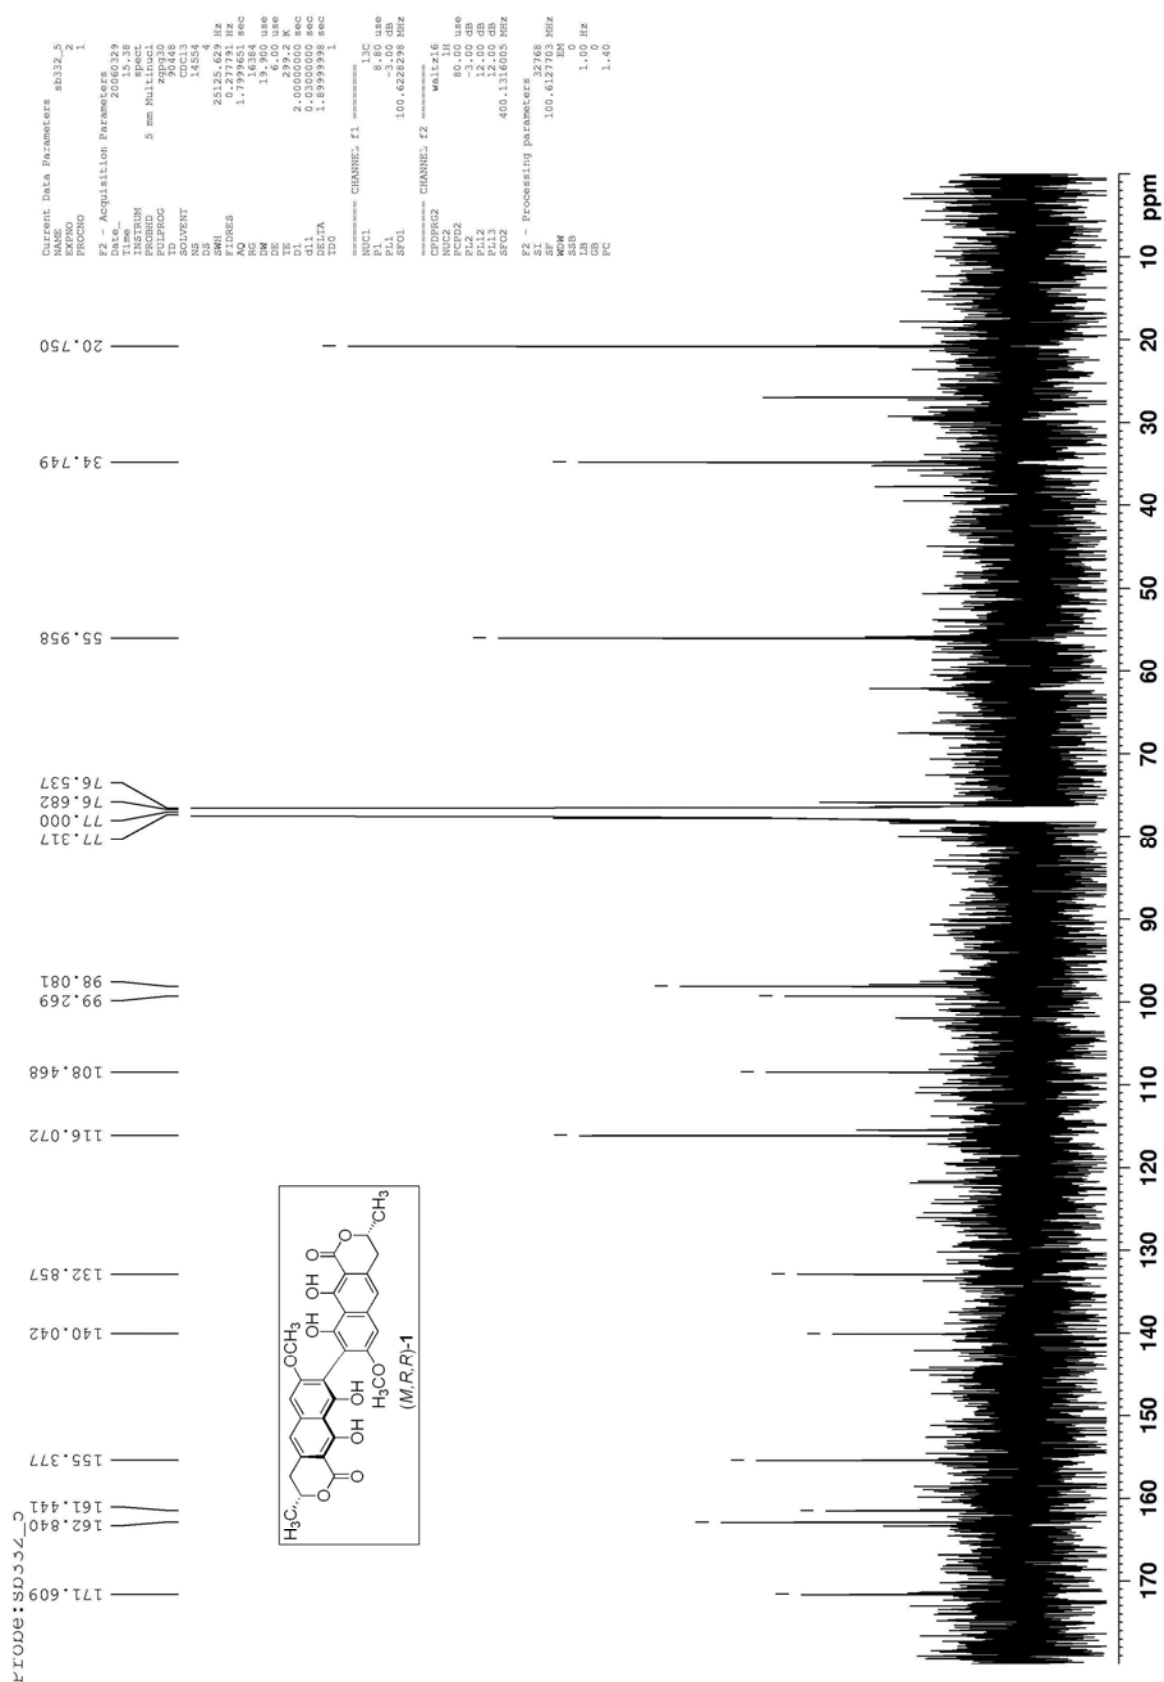 Current Data Parameters
NAME sb332_5
EXPNO 2
PROCNO 1
F2 - Acquisition Parameters
Date_ 20060329
Time 15.38
INSTRUM spect
PROBHD 5 mm Multinucl
PULPROG zgpg30
TD 90448
SOLVENT CDCl3
NS 14554
DS 4
SWH 25125.629 Hz
FIDRES 0.277791 Hz
AQ 1.7999651 sec
RG 16384
DW 19.900 use
DE 6.00 use
TE 299.2 K
D1 2.00000000 sec
d11 0.03000000 sec
DELTA 1.89999998 sec
TD0 1
======== CHANNEL f1 ========
NUC1 13C
P1 8.80 use
PL1 -3.00 dB
SFO1 100.6228298 MHz
======== CHANNEL f2 ========
CPDPRG2 waltz16
NUC2 1H
PCPD2 80.00 use
PL2 -3.00 dB
PL12 12.00 dB
PL13 12.00 dB
SFO2 400.1316005 MHz
F2 - Processing parameters
SI 32768
SF 100.6127703 MHz
WDW EM
SSB 0
LB 1.00 Hz
GB 0
PC 1.40
Probe:sb332_5
171.609
162.840
161.441
155.377
140.042
132.857
116.072
108.468
99.269
98.081
77.317
77.000
76.682
76.537
55.958
34.749
20.750
H3C
O
O
OH
OH
OCH3
H3CO
OH
OH
O
O
CH3
(M,R,R)-1
170 160 150 140 130 120 110 100 90 80 70 60 50 40 30 20 10 ppm